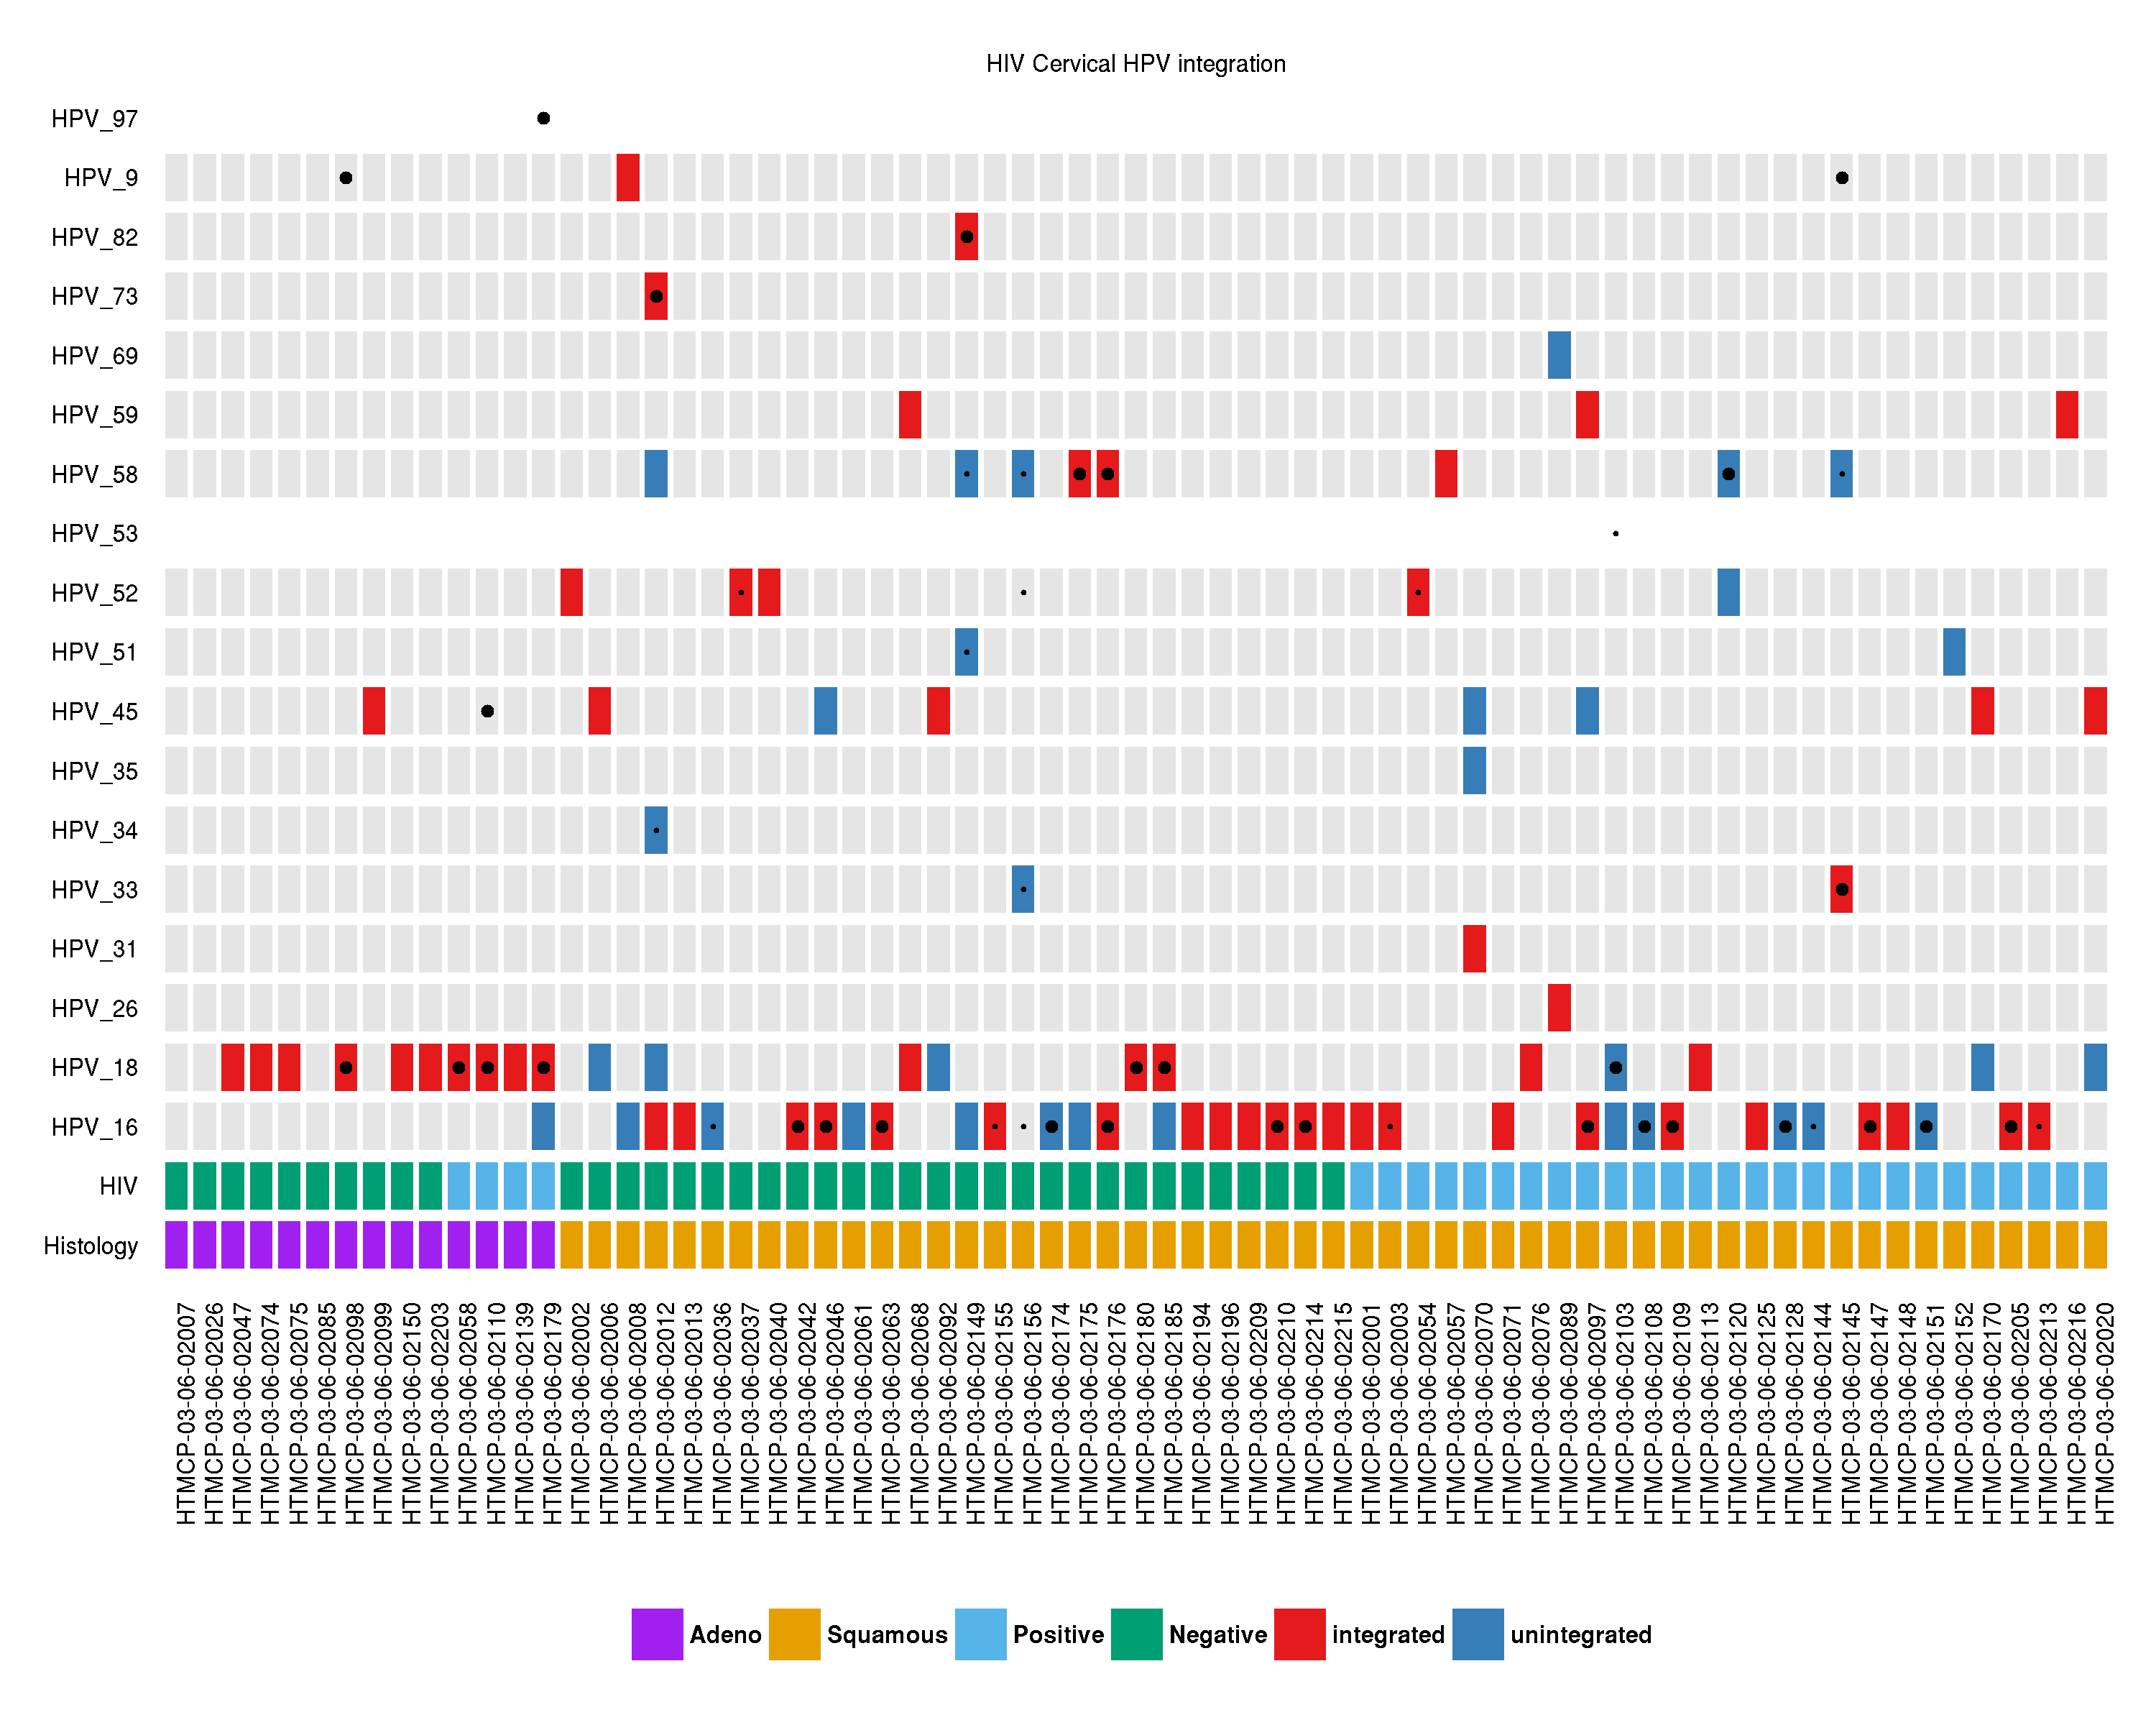 HIV Cervical HPV integration
HPV_97
HPV_9
HPV_82
HPV_73
HPV_69
HPV_59
HPV_58
HPV_53
HPV_52
HPV_51
HPV_45
HPV_35
HPV_34
HPV_33
HPV_31
HPV_26
HPV_18
HPV_16
HIV
Histology
HTMCP-03-06-02007
HTMCP-03-06-02026
HTMCP-03-06-02047
HTMCP-03-06-02074
HTMCP-03-06-02075
HTMCP-03-06-02085
HTMCP-03-06-02098
HTMCP-03-06-02099
HTMCP-03-06-02150
HTMCP-03-06-02203
HTMCP-03-06-02058
HTMCP-03-06-02110
HTMCP-03-06-02139
HTMCP-03-06-02179
HTMCP-03-06-02002
HTMCP-03-06-02006
HTMCP-03-06-02008
HTMCP-03-06-02012
HTMCP-03-06-02013
HTMCP-03-06-02036
HTMCP-03-06-02037
HTMCP-03-06-02040
HTMCP-03-06-02042
HTMCP-03-06-02046
HTMCP-03-06-02061
HTMCP-03-06-02063
HTMCP-03-06-02068
HTMCP-03-06-02092
HTMCP-03-06-02149
HTMCP-03-06-02155
HTMCP-03-06-02156
HTMCP-03-06-02174
HTMCP-03-06-02175
HTMCP-03-06-02176
HTMCP-03-06-02180
HTMCP-03-06-02185
HTMCP-03-06-02194
HTMCP-03-06-02196
HTMCP-03-06-02209
HTMCP-03-06-02210
HTMCP-03-06-02214
HTMCP-03-06-02215
HTMCP-03-06-02001
HTMCP-03-06-02003
HTMCP-03-06-02054
HTMCP-03-06-02057
HTMCP-03-06-02070
HTMCP-03-06-02071
HTMCP-03-06-02076
HTMCP-03-06-02089
HTMCP-03-06-02097
HTMCP-03-06-02103
HTMCP-03-06-02108
HTMCP-03-06-02109
HTMCP-03-06-02113
HTMCP-03-06-02120
HTMCP-03-06-02125
HTMCP-03-06-02128
HTMCP-03-06-02144
HTMCP-03-06-02145
HTMCP-03-06-02147
HTMCP-03-06-02148
HTMCP-03-06-02151
HTMCP-03-06-02152
HTMCP-03-06-02170
HTMCP-03-06-02205
HTMCP-03-06-02213
HTMCP-03-06-02216
HTMCP-03-06-02020
Adeno Squamous Positive Negative integrated unintegrated